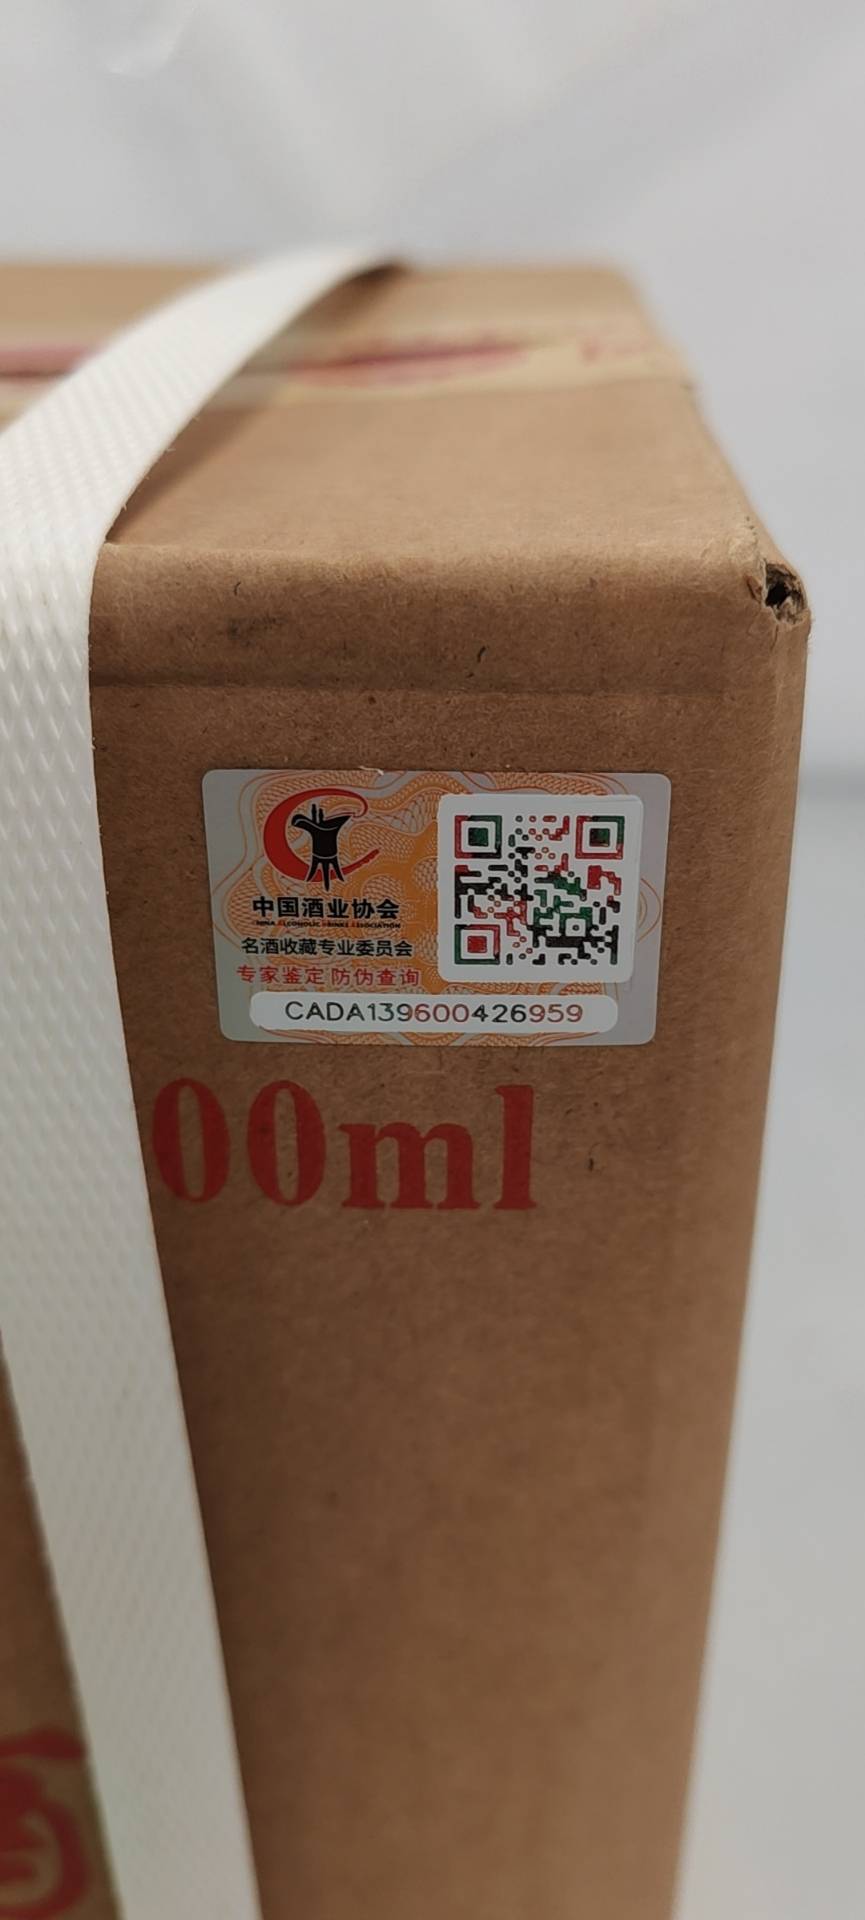 中国酒业协会
名酒收藏专业委员会
专家鉴定 防伪查询
CADA139600426959
00ml